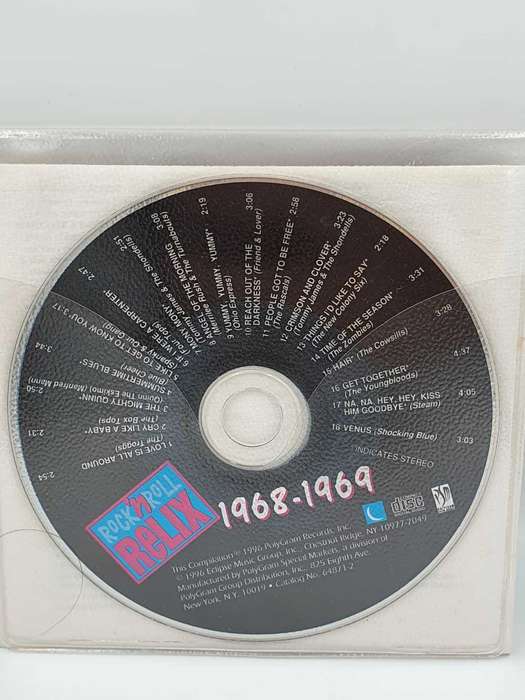 1 LOVE IS ALL AROUND
(The Troggs) 2:54
2 CRY LIKE A BABY*
(The Box Tops) 2:31
3 THE MIGHTY QUINN*
(Quinn The Eskimo) (Manfred Mann) 2:50
4 SUMMERTIME BLUES
(Blue Cheer) 3:44
5 LIKE TO GET TO KNOW YOU* 3:17
(Spanky & Our Gang)
6 IF I WERE A CARPENTER* 2:47
(Four Tops)
7 MONY MONY*
(Tommy James & The Shondells) 2:51
8 ANGEL OF THE MORNING
(Merrilee Rush & The Turnabouts) 3:08
9 YUMMY, YUMMY, YUMMY* 2:19
(Ohio Express)
10 REACH OUT OF THE 3:06
DARKNESS* (Friend & Lover)
11 PEOPLE GOT TO BE FREE* 2:58
(The Rascals)
12 CRIMSON AND CLOVER* 3:23
(Tommy James & The Shondells)
13 THINGS I'D LIKE TO SAY* 2:18
(The New Colony Six)
14 TIME OF THE SEASON* 3:31
(The Zombies)
15 HAIR* (The Cowsills) 3:28
16 GET TOGETHER* 4:37
(The Youngbloods)
17 NA, NA, HEY, HEY, KISS 4:05
HIM GOODBYE* (Steam)
18 VENUS (Shocking Blue) 3:03
*INDICATES STEREO
ROCK 'N ROLL
RELIX
1968-1969
COMPACT
disc
DIGITAL AUDIO
This Compilation ℗ 1996 PolyGram Records, Inc.
© 1996 Eclipse Music Group, Inc., Chestnut Ridge, NY 10977-7049
Manufactured by PolyGram Special Markets, a division of
PolyGram Group Distribution, Inc., 825 Eighth Ave.
New York, N.Y. 10019 • Catalog No. 64871-2